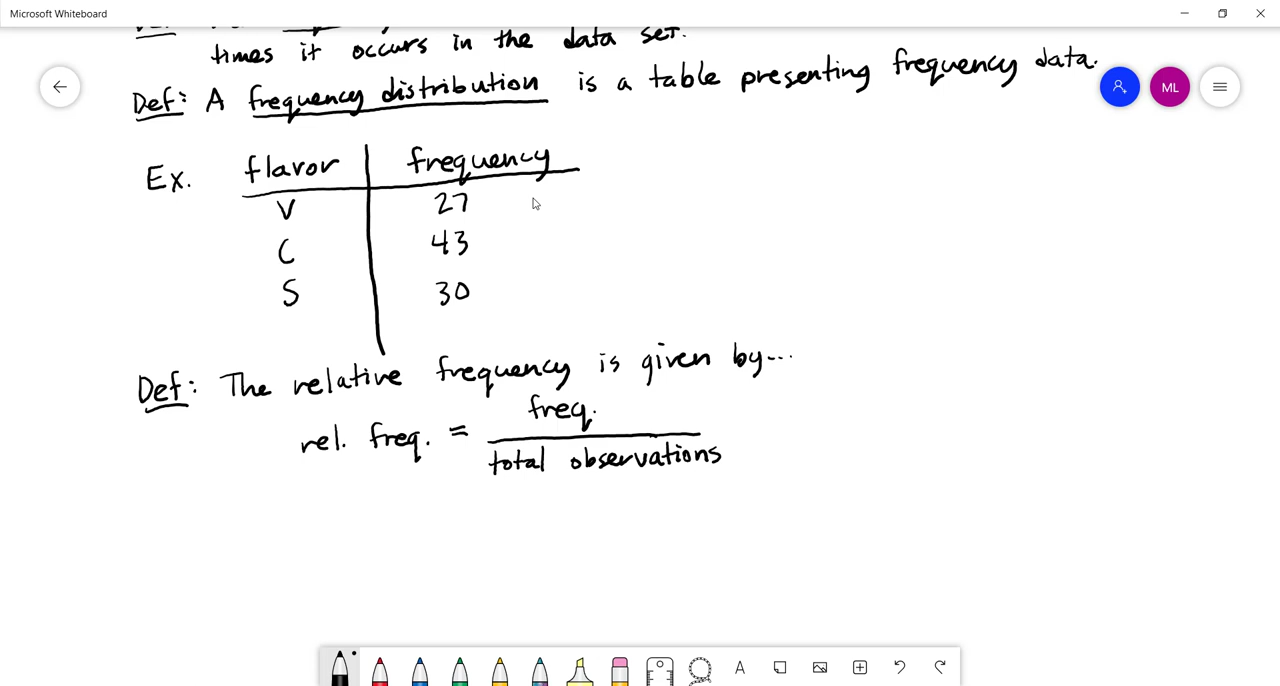 Microsoft Whiteboard
times it occurs in the data set.
Def: A frequency distribution is a table presenting frequency data.
ML
Ex. flavor frequency
V 27
C 43
S 30
Def: The relative frequency is given by...
rel. freq. = freq.
total observations
A